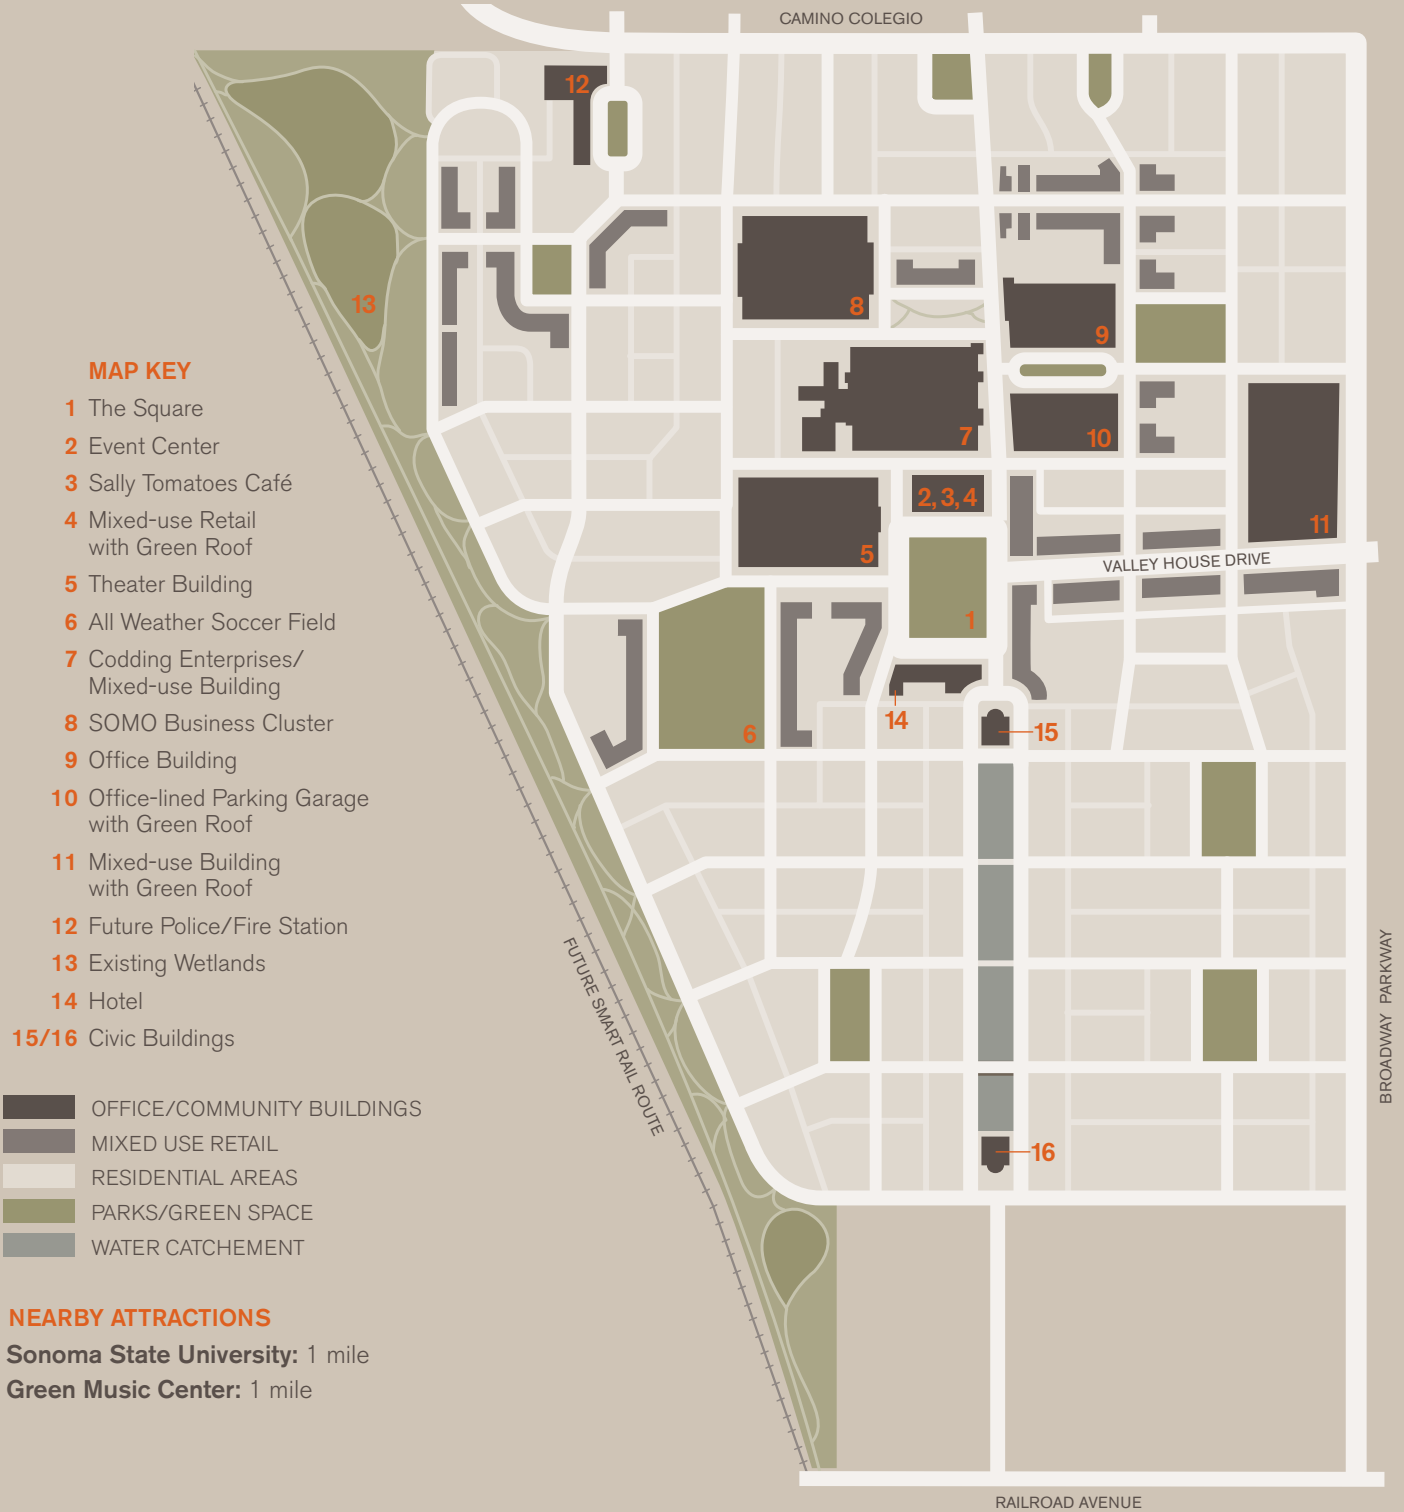 CAMINO COLEGIO
12
13
8
9
7
10
2, 3, 4
11
5
VALLEY HOUSE DRIVE
1
6
14
15
16
FUTURE SMART RAIL ROUTE
BROADWAY PARKWAY
RAILROAD AVENUE
MAP KEY
1 The Square
2 Event Center
3 Sally Tomatoes Café
4 Mixed-use Retail
with Green Roof
5 Theater Building
6 All Weather Soccer Field
7 Codding Enterprises/
Mixed-use Building
8 SOMO Business Cluster
9 Office Building
10 Office-lined Parking Garage
with Green Roof
11 Mixed-use Building
with Green Roof
12 Future Police/Fire Station
13 Existing Wetlands
14 Hotel
15/16 Civic Buildings
OFFICE/COMMUNITY BUILDINGS
MIXED USE RETAIL
RESIDENTIAL AREAS
PARKS/GREEN SPACE
WATER CATCHEMENT
NEARBY ATTRACTIONS
Sonoma State University: 1 mile
Green Music Center: 1 mile